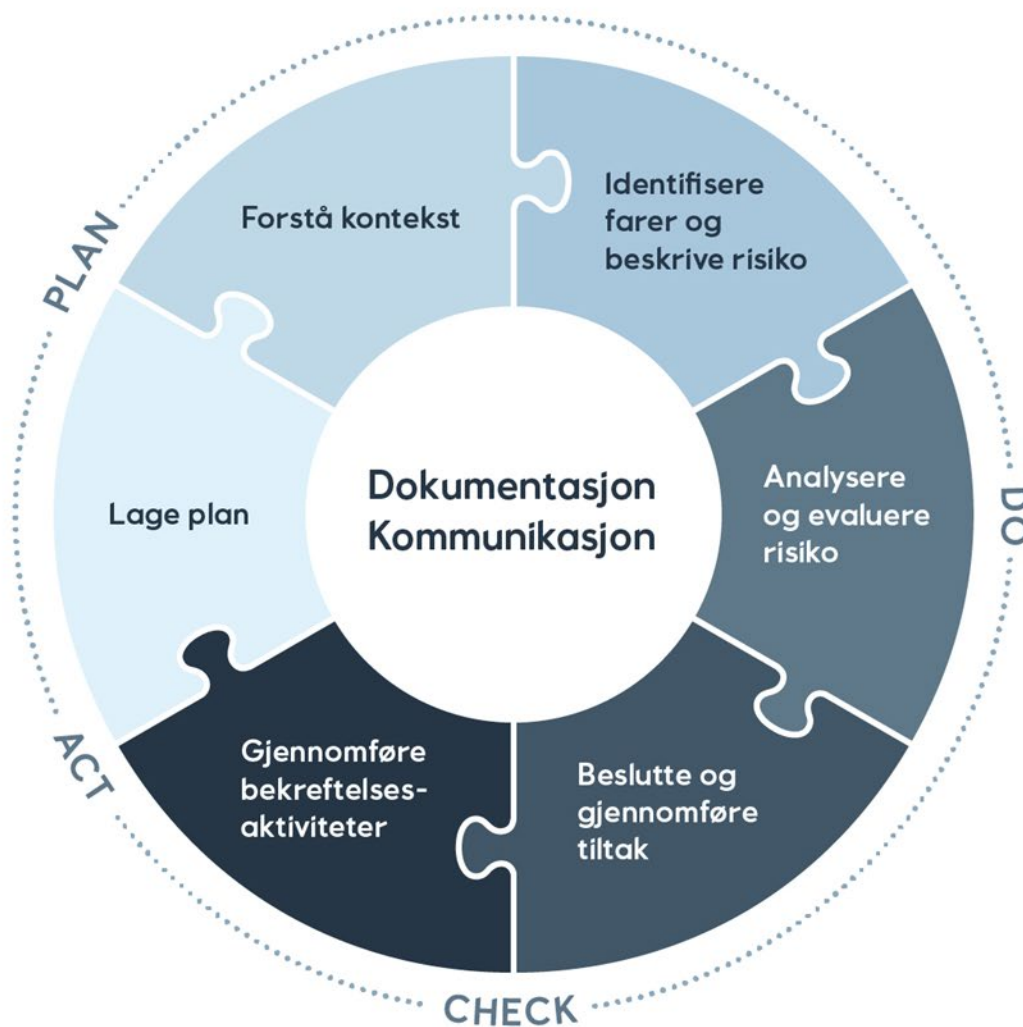 PLAN
Forstå kontekst
Identifisere
farer og
beskrive risiko
DO
Analysere
og evaluere
risiko
Dokumentasjon
Kommunikasjon
Lage plan
Beslutte og
gjennomføre
tiltak
Gjennomføre
bekreftelses-
aktiviteter
ACT
CHECK